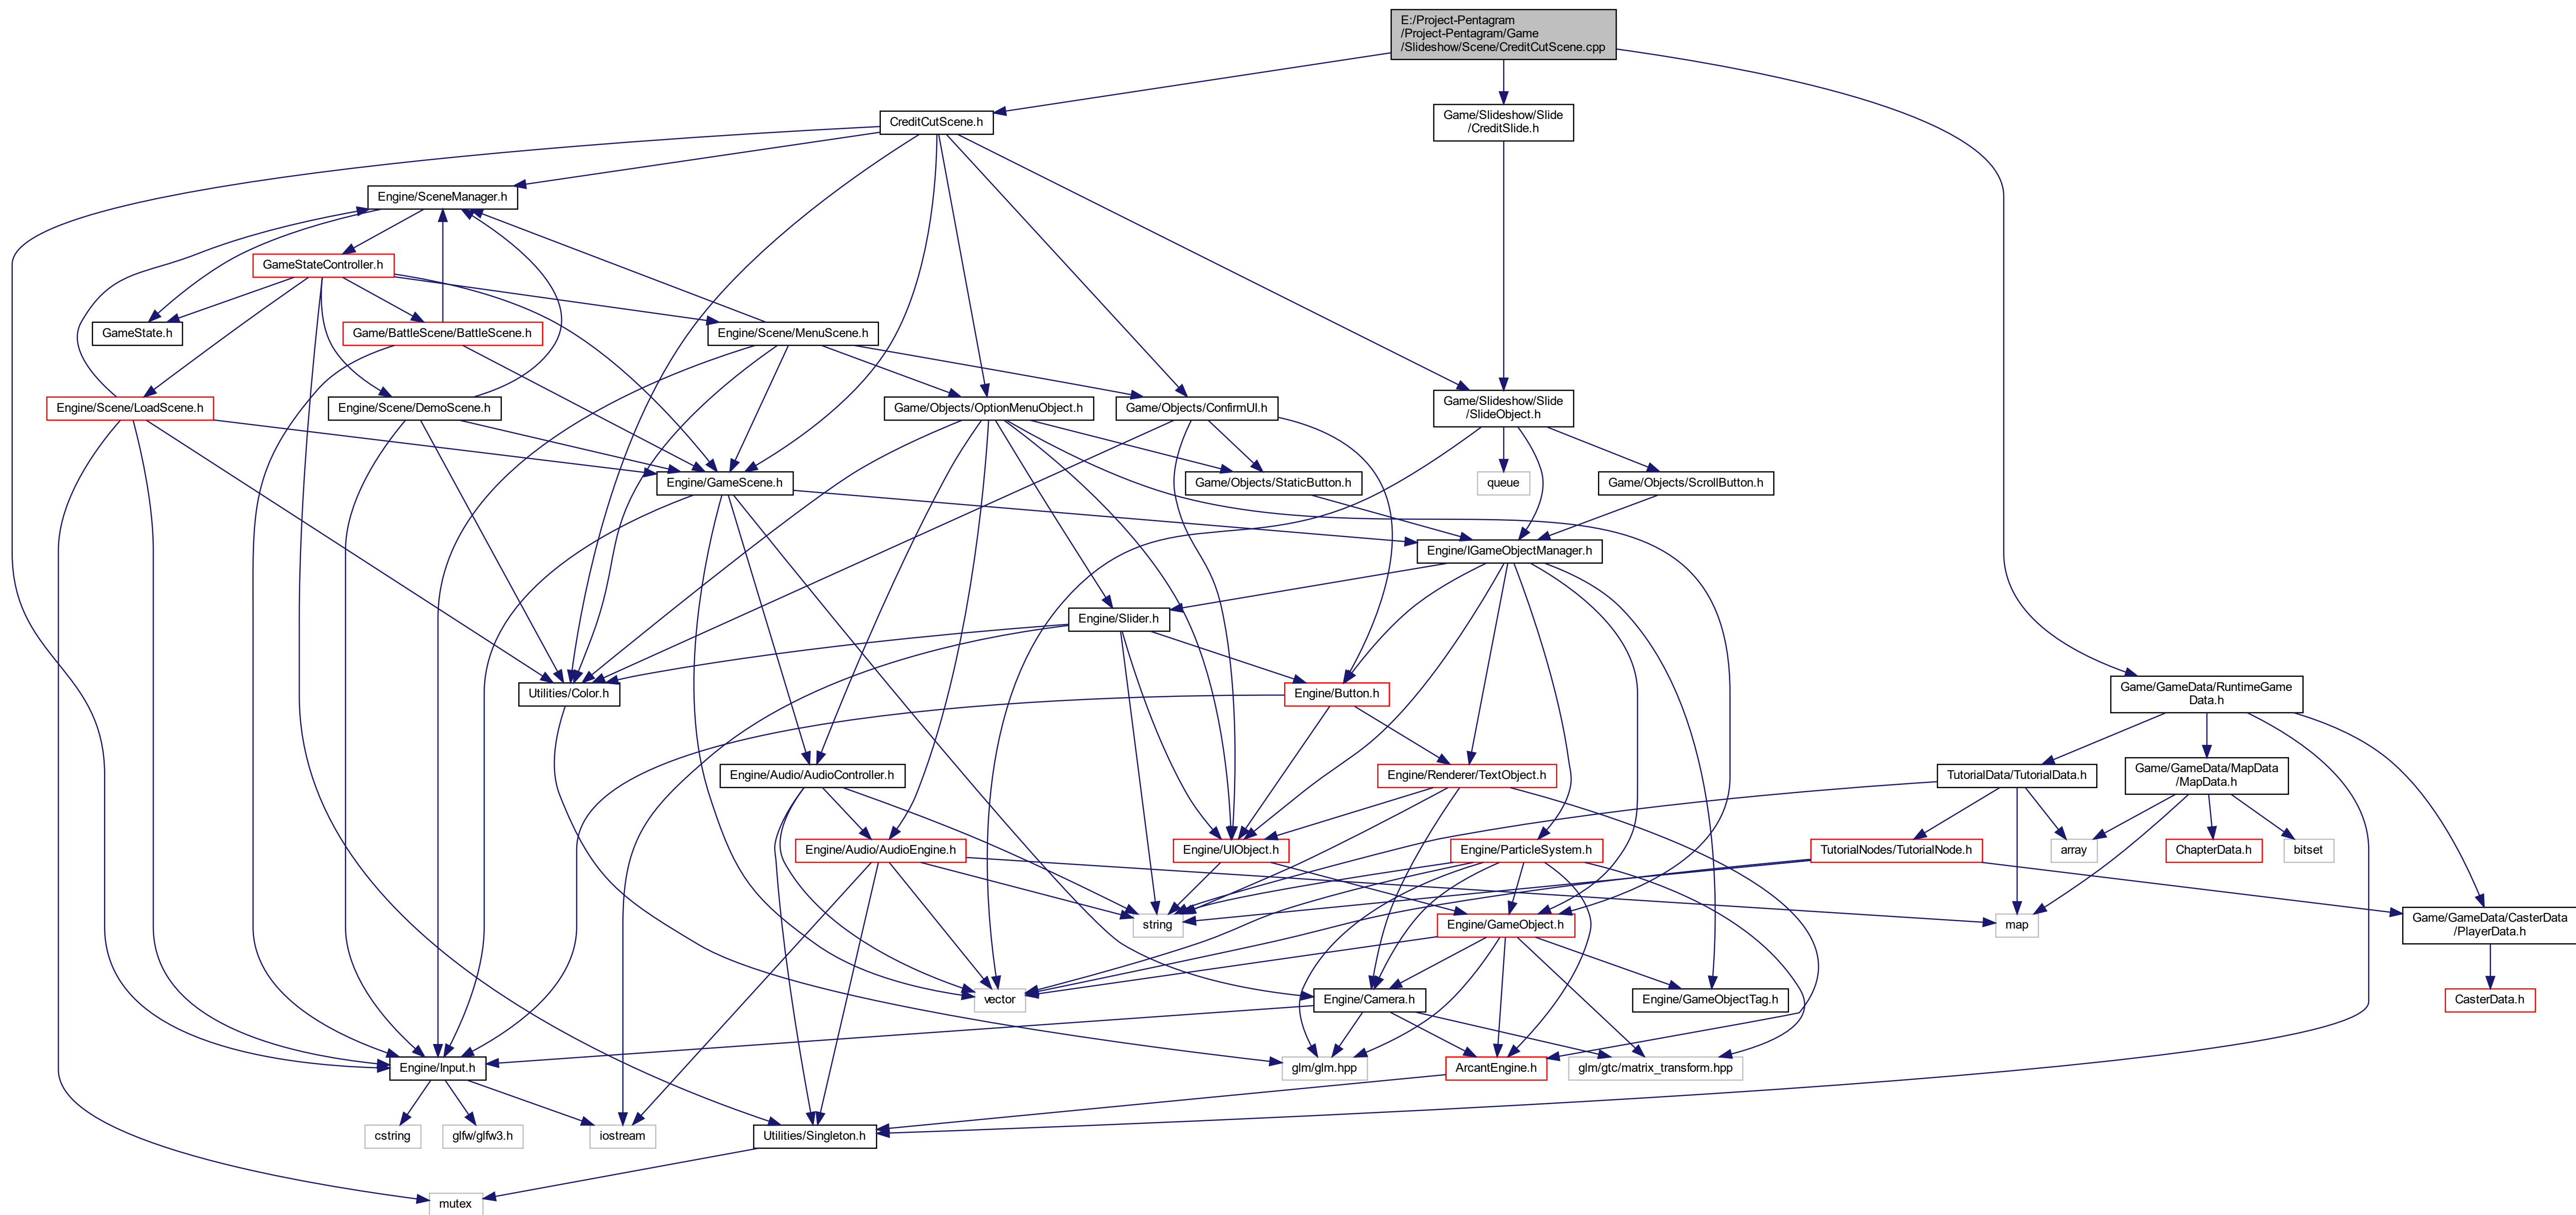 E:/Project-Pentagram
/Project-Pentagram/Game
/Slideshow/Scene/CreditCutScene.cpp
CreditCutScene.h
Game/Slideshow/Slide
/CreditSlide.h
Engine/SceneManager.h
GameStateController.h
GameState.h
Game/BattleScene/BattleScene.h
Engine/Scene/MenuScene.h
Engine/Scene/LoadScene.h
Engine/Scene/DemoScene.h
Game/Objects/OptionMenuObject.h
Game/Objects/ConfirmUI.h
Game/Slideshow/Slide
/SlideObject.h
Engine/GameScene.h
Game/Objects/StaticButton.h
queue
Game/Objects/ScrollButton.h
Engine/IGameObjectManager.h
Engine/Slider.h
Utilities/Color.h
Engine/Button.h
Game/GameData/RuntimeGame
Data.h
Engine/Audio/AudioController.h
Engine/Renderer/TextObject.h
TutorialData/TutorialData.h
Game/GameData/MapData
/MapData.h
Engine/Audio/AudioEngine.h
Engine/UIObject.h
Engine/ParticleSystem.h
TutorialNodes/TutorialNode.h
array
ChapterData.h
bitset
string
Engine/GameObject.h
map
Game/GameData/CasterData
/PlayerData.h
vector
Engine/Camera.h
Engine/GameObjectTag.h
CasterData.h
Engine/Input.h
glm/glm.hpp
ArcantEngine.h
glm/gtc/matrix_transform.hpp
cstring
glfw/glfw3.h
iostream
Utilities/Singleton.h
mutex